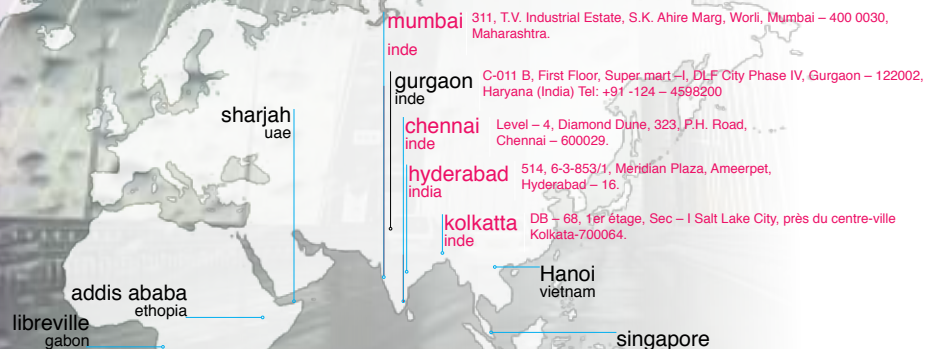 mumbai
inde
311, T.V. Industrial Estate, S.K. Ahire Marg, Worli, Mumbai – 400 0030,
Maharashtra.
gurgaon
inde
C-011 B, First Floor, Super mart –I, DLF City Phase IV, Gurgaon – 122002,
Haryana (India) Tel: +91 -124 – 4598200
sharjah
uae
chennai
inde
Level – 4, Diamond Dune, 323, P.H. Road,
Chennai – 600029.
hyderabad
india
514, 6-3-853/1, Meridian Plaza, Ameerpet,
Hyderabad – 16.
kolkatta
inde
DB – 68, 1er étage, Sec – I Salt Lake City, près du centre-ville
Kolkata-700064.
Hanoi
vietnam
addis ababa
ethopia
libreville
gabon
singapore